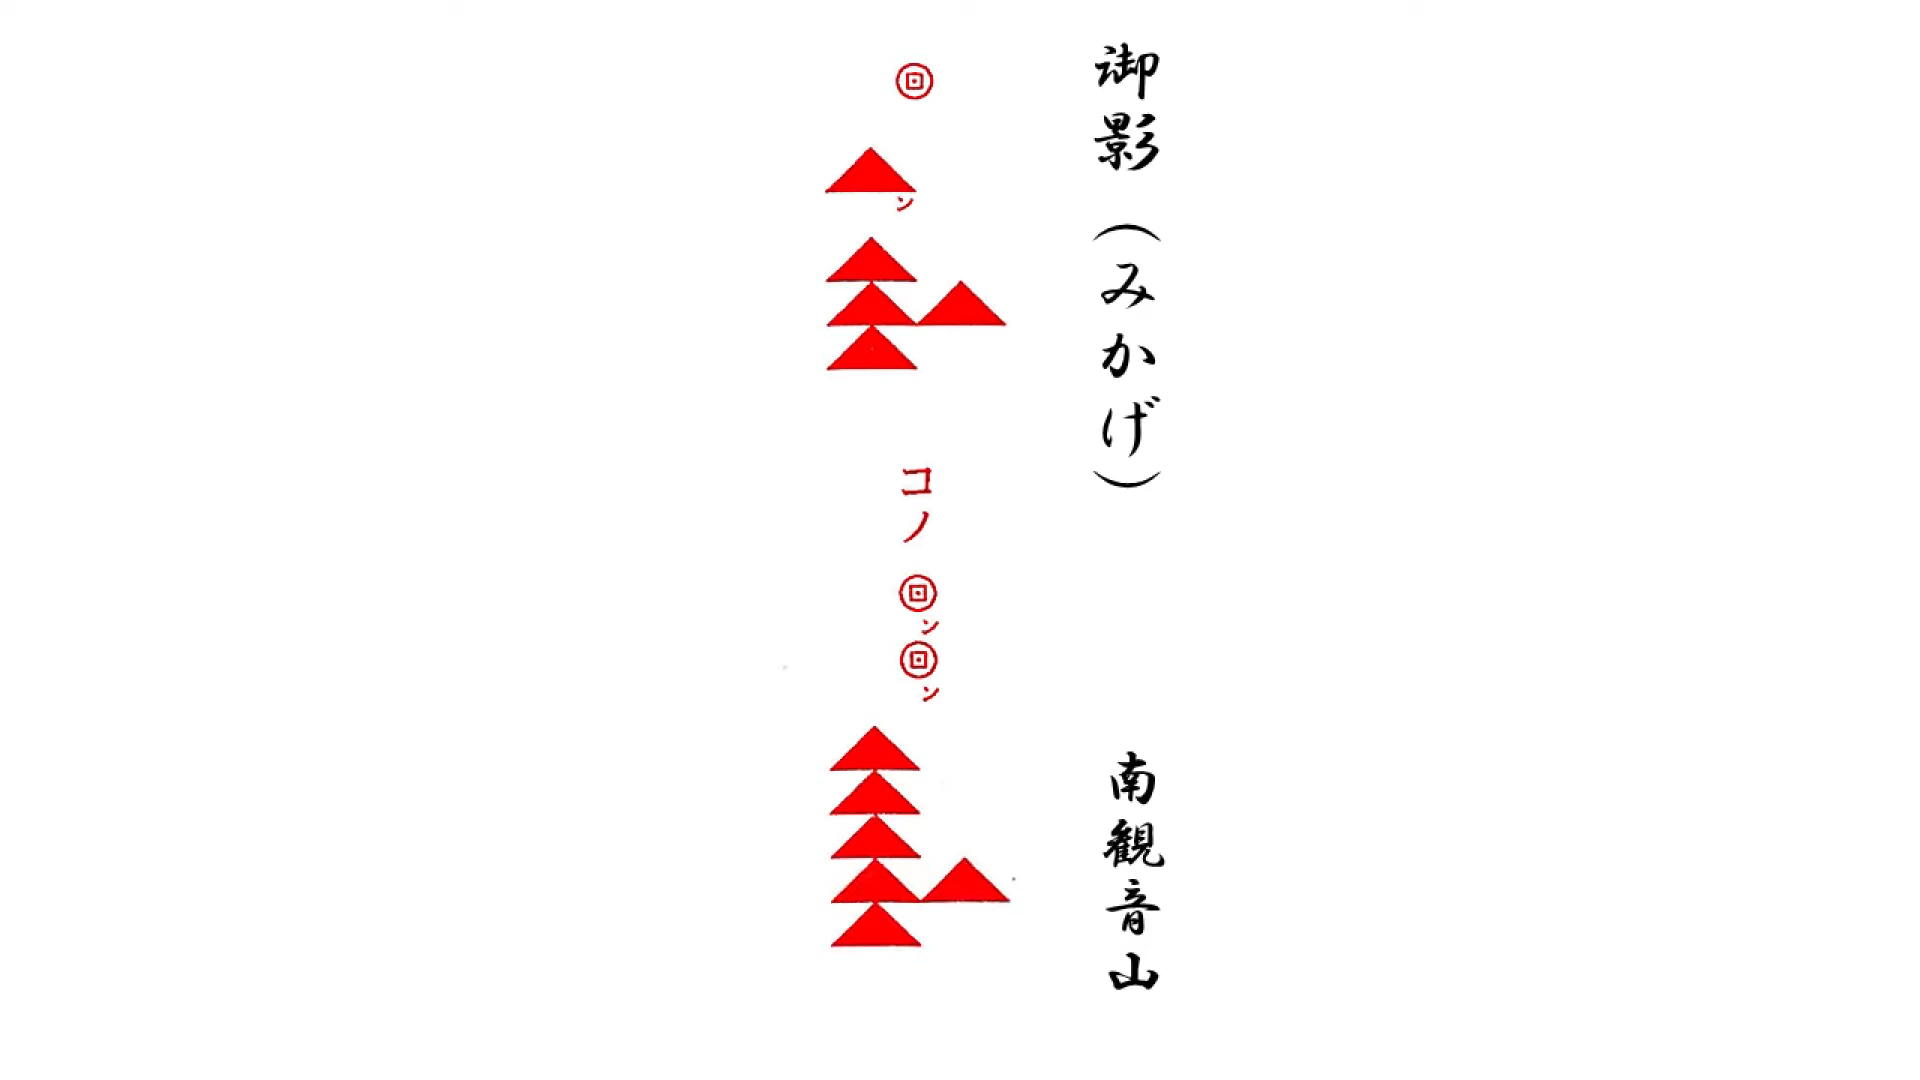 御影（みかげ）　南観音山
ン
コノ
ン
ン